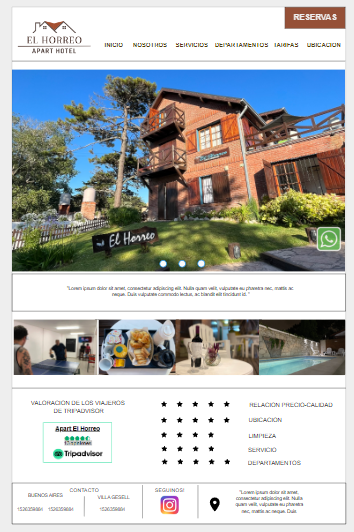 RESERVAS
EL HORREO
APART HOTEL
INICIO NOSOTROS SERVICIOS DEPARTAMENTOS TARIFAS UBICACION
El Horreo
"Lorem ipsum dolor sit amet, consectetur adipiscing elit. Nulla quam velit, vulputate eu pharetra nec, mattis ac
neque. Duis vulputate commodo lectus, ac blandit elit tincidunt id."
VALORACION DE LOS VIAJEROS
DE TRIPADVISOR
Apart El Horreo
Tripadvisor
RELACION PRECIO-CALIDAD
UBICACION
LIMPIEZA
SERVICIO
DEPARTAMENTOS
CONTACTO
BUENOS AIRES
VILLA GESELL
SEGUINOS!
"Lorem ipsum dolor sit amet,
consectetur adipiscing elit. Nulla
quam velit, vulputate eu pharetra
nec, mattis ac neque. Duis